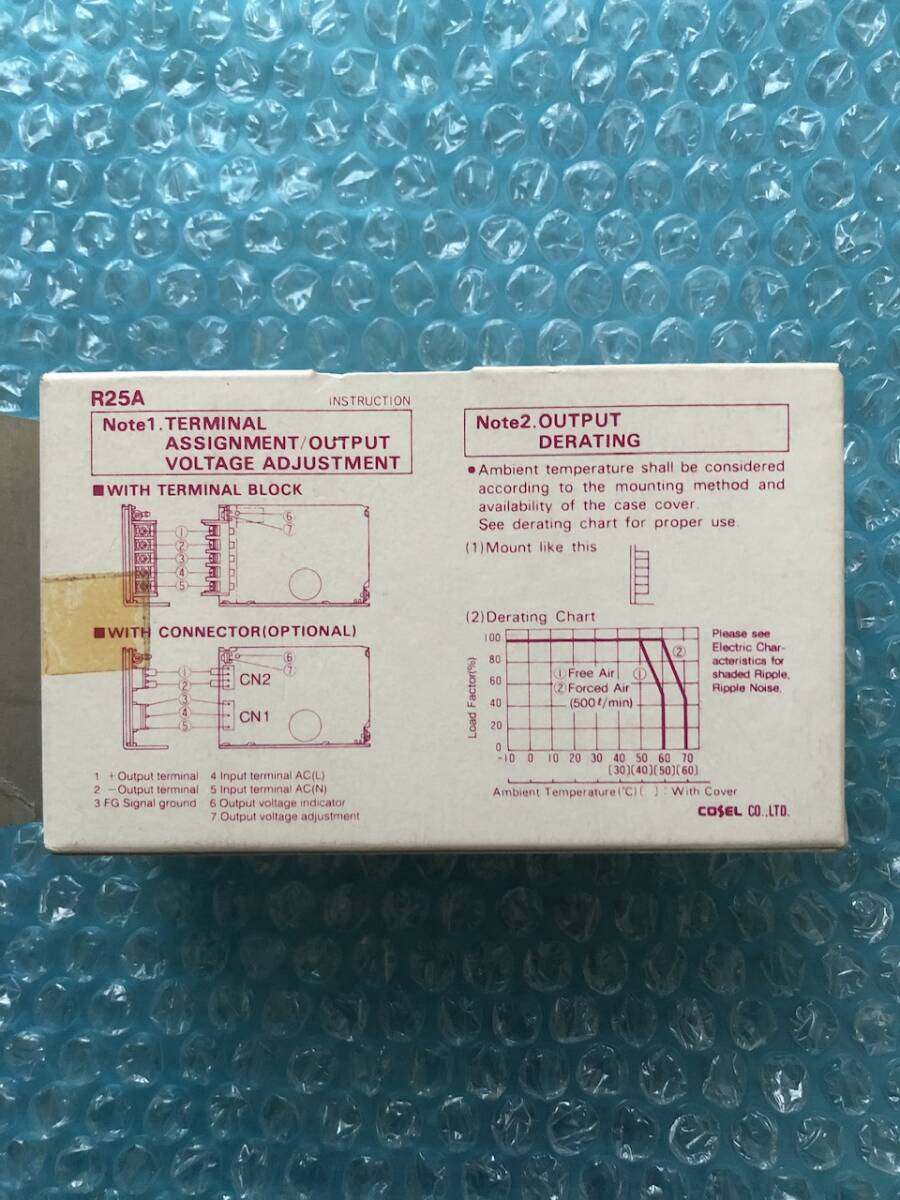 R25A
INSTRUCTION
Note1.TERMINAL
ASSIGNMENT/OUTPUT
VOLTAGE ADJUSTMENT
■WITH TERMINAL BLOCK
①
②
③
④
⑤
⑥
⑦
■WITH CONNECTOR(OPTIONAL)
①
②
③
④
⑤
⑥
⑦
CN2
CN1
1 +Output terminal
2 −Output terminal
3 FG Signal ground
4 Input terminal AC(L)
5 Input terminal AC(N)
6 Output voltage indicator
7 Output voltage adjustment
Note2.OUTPUT
DERATING
●Ambient temperature shall be considered
according to the mounting method and
availability of the case cover.
See derating chart for proper use.
(1)Mount like this
(2)Derating Chart
Load Factor(%)
100
80
60
40
20
0
①Free Air
②Forced Air
(500ℓ/min)
①
②
-10 0 10 20 30 40 50 60 70
(30)(40)(50)(60)
Ambient Temperature(℃)( ) : With Cover
Please see
Electric Char-
acteristics for
shaded Ripple,
Ripple Noise.
COSEL CO.,LTD.